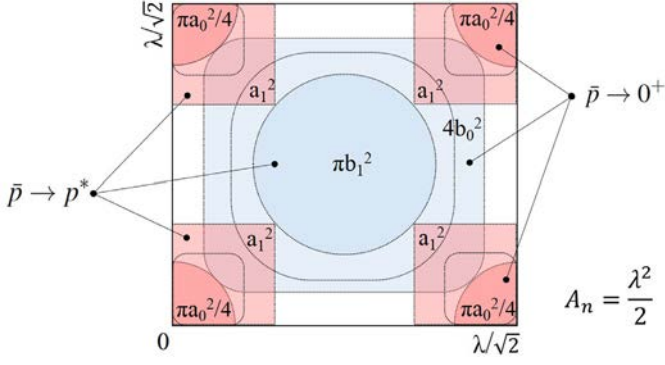 λ/√2
πa₀²/4 πa₀²/4
a₁² a₁²
p̄ → 0⁺
4b₀²
πb₁²
p̄ → p*
a₁² a₁²
πa₀²/4 πa₀²/4
Aₙ = λ²/2
0 λ/√2